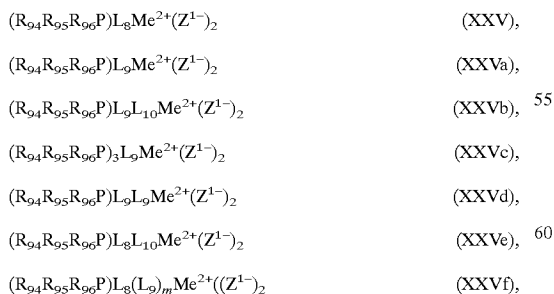 (R₉₄R₉₅R₉₆P)L₈Me²⁺(Z¹⁻)₂ (XXV),
(R₉₄R₉₅R₉₆P)L₉Me²⁺(Z¹⁻)₂ (XXVa),
(R₉₄R₉₅R₉₆P)L₉L₁₀Me²⁺(Z¹⁻)₂ (XXVb), 55
(R₉₄R₉₅R₉₆P)₃L₉Me²⁺(Z¹⁻)₂ (XXVc),
(R₉₄R₉₅R₉₆P)L₉L₉Me²⁺(Z¹⁻)₂ (XXVd),
(R₉₄R₉₅R₉₆P)L₈L₁₀Me²⁺(Z¹⁻)₂ (XXVe), 60
(R₉₄R₉₅R₉₆P)L₈(L₉)ₘMe²⁺((Z¹⁻)₂ (XXVf),